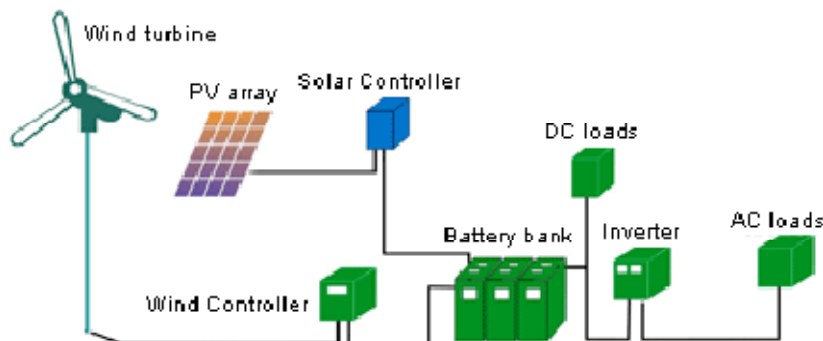 Wind turbine
PV array
Solar Controller
DC loads
Battery bank
Inverter
AC loads
Wind Controller